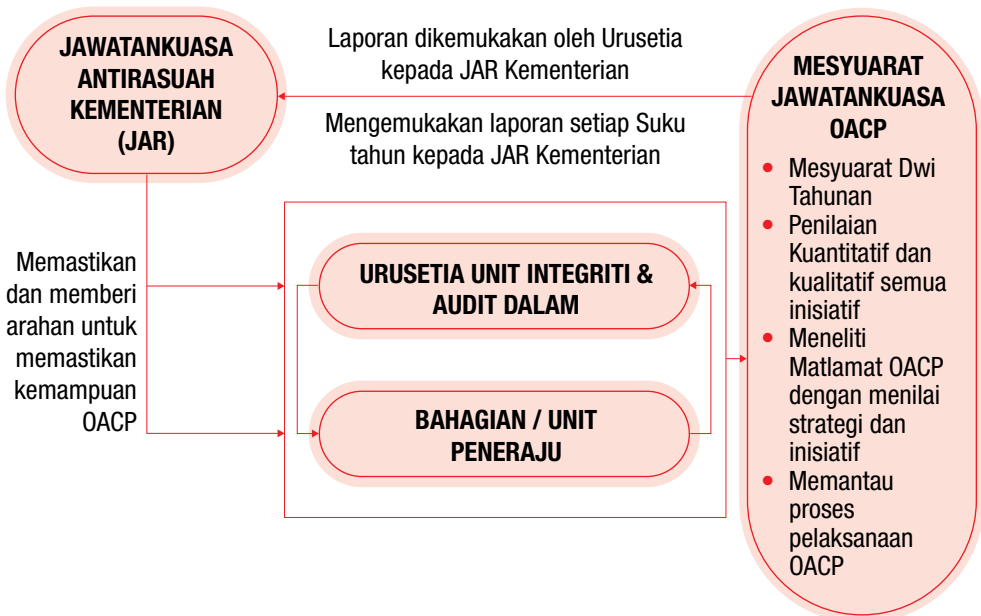 JAWATANKUASA
ANTIRASUAH
KEMENTERIAN
(JAR)
Laporan dikemukakan oleh Urusetia
kepada JAR Kementerian
Mengemukakan laporan setiap Suku
tahun kepada JAR Kementerian
MESYUARAT
JAWATANKUASA
OACP
• Mesyuarat Dwi
Tahunan
• Penilaian
Kuantitatif dan
kualitatif semua
inisiatif
• Meneliti
Matlamat OACP
dengan menilai
strategi dan
inisiatif
• Memantau
proses
pelaksanaan
OACP
Memastikan
dan memberi
arahan untuk
memastikan
kemampuan
OACP
URUSETIA UNIT INTEGRITI &
AUDIT DALAM
BAHAGIAN / UNIT
PENERAJU